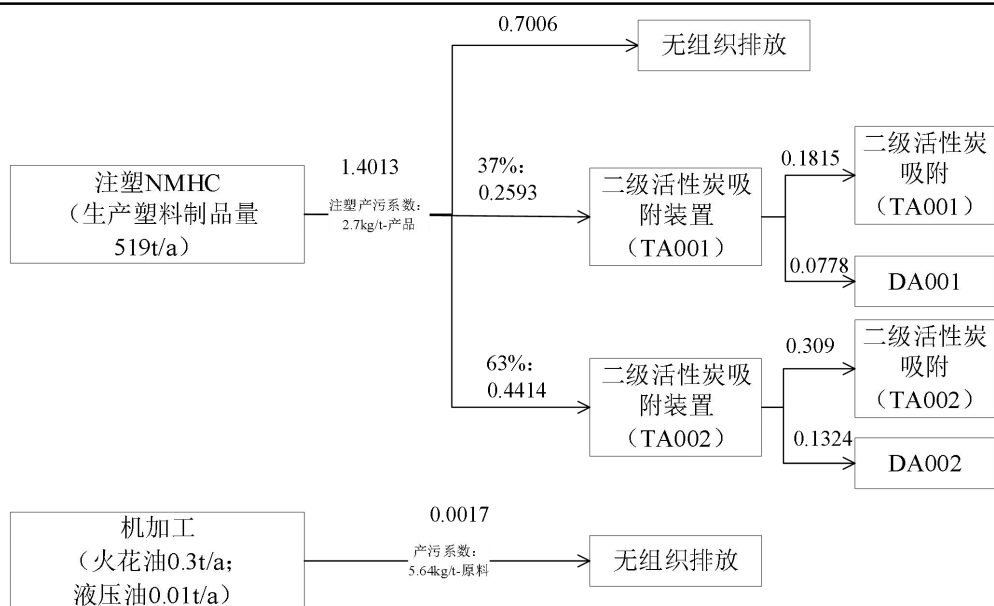 0.7006
无组织排放
注塑NMHC
（生产塑料制品量
519t/a）
1.4013
注塑产污系数：
2.7kg/t-产品
37%：
0.2593
二级活性炭吸
附装置
（TA001）
0.1815
二级活性炭
吸附
（TA001）
0.0778
DA001
63%：
0.4414
二级活性炭吸
附装置
（TA002）
0.309
二级活性炭
吸附
（TA002）
0.1324
DA002
机加工
（火花油0.3t/a；
液压油0.01t/a）
0.0017
产污系数：
5.64kg/t-原料
无组织排放